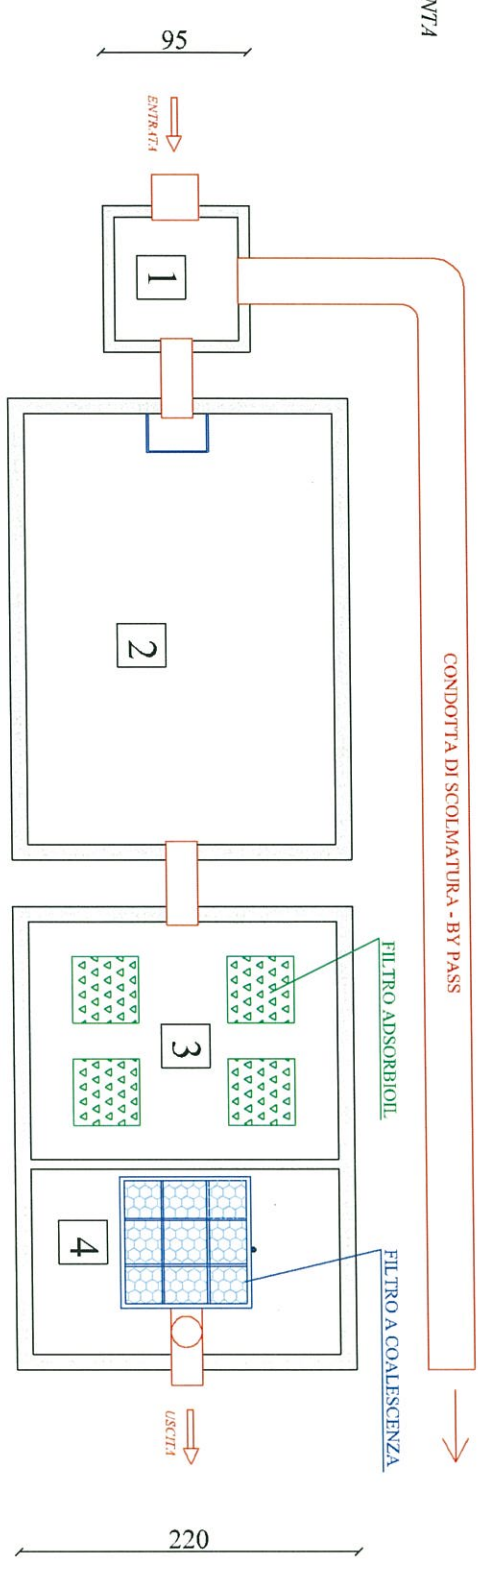 NTA
95
ENTRATA
1
CONDOTTA DI SCOLMATURA - BY PASS
2
FILTRO ADSORBIOIL
3
FILTRO A COALESCENZA
4
USCITA
220